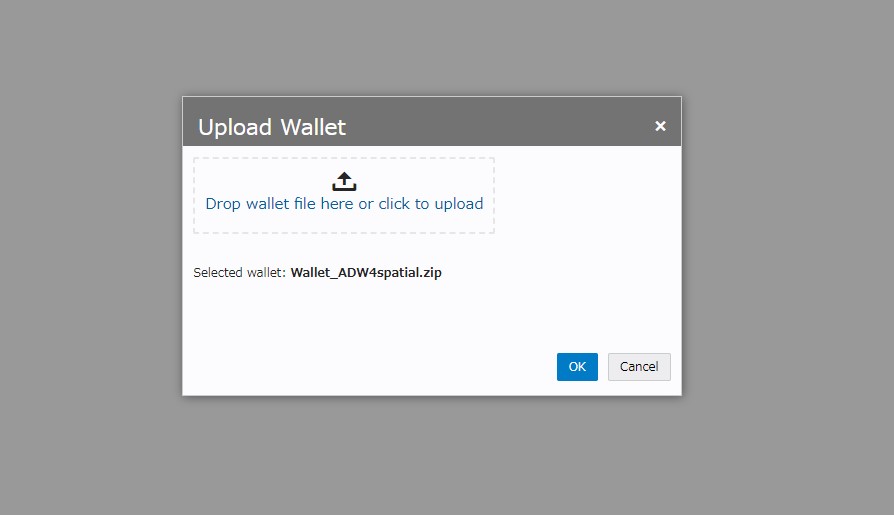 Upload Wallet
×
Drop wallet file here or click to upload
Selected wallet: Wallet_ADW4spatial.zip
OK Cancel